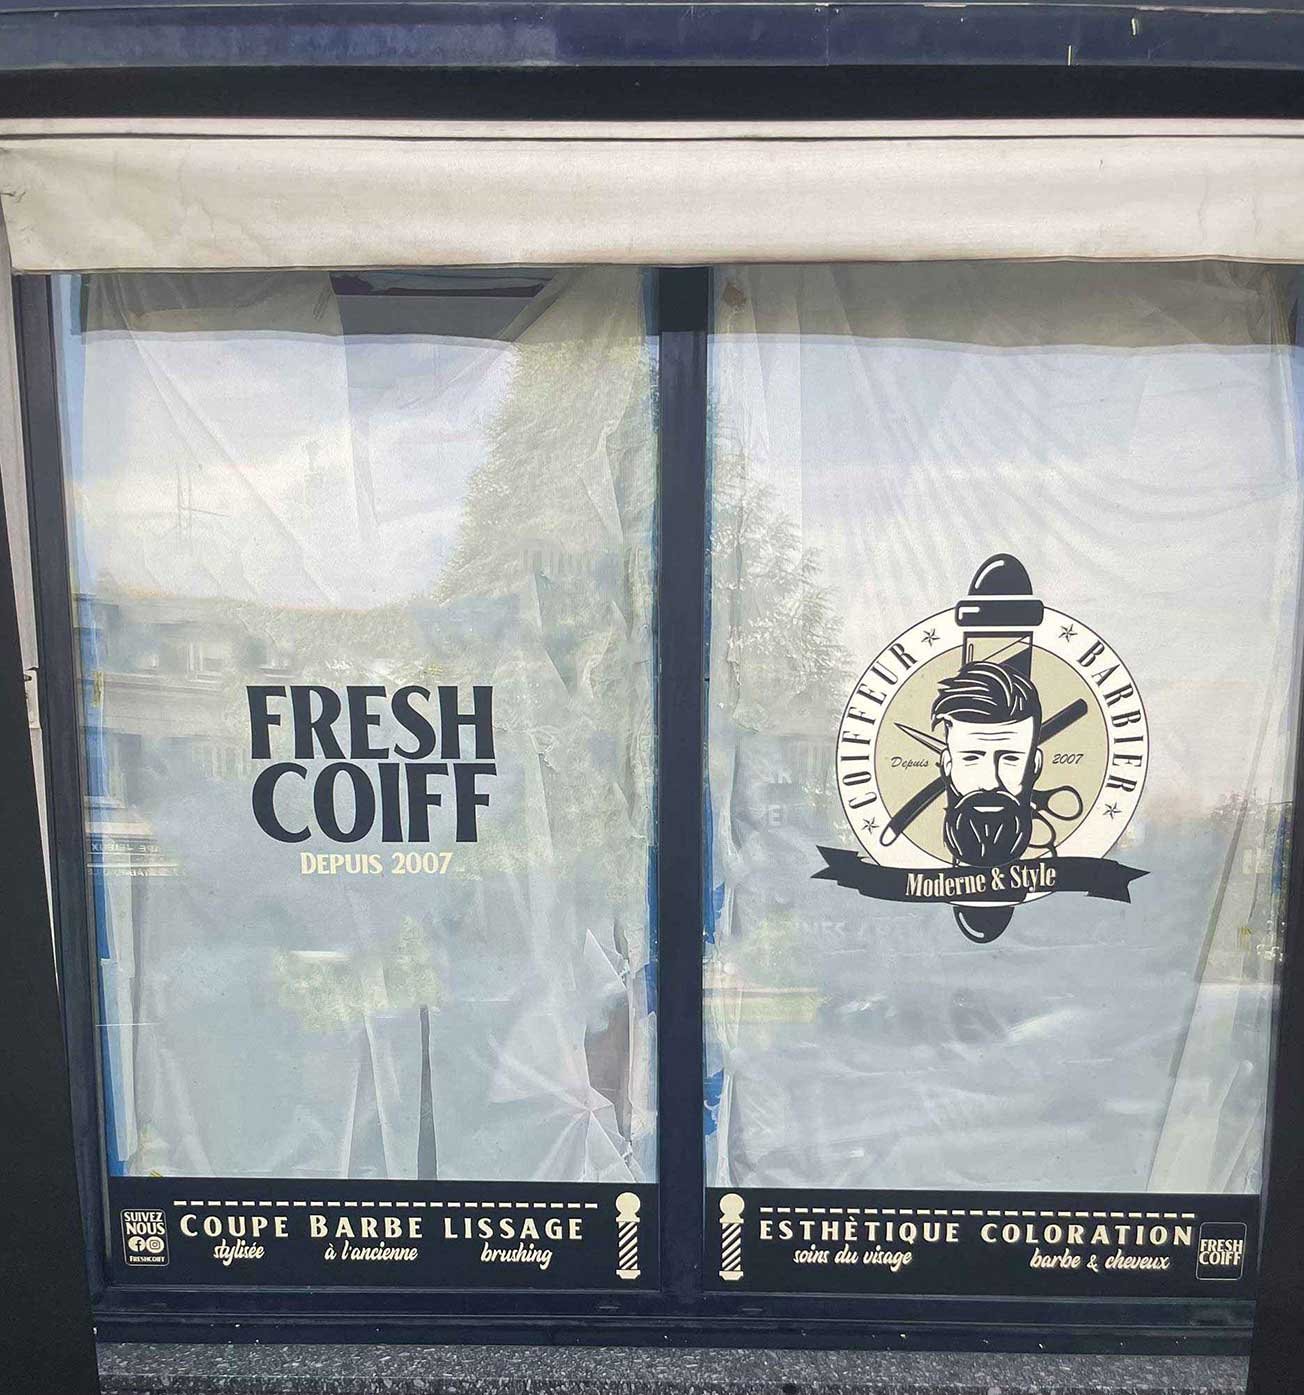 FRESH
COIFF
DEPUIS 2007
COIFFEUR BARBIER
Depuis 2007
Moderne & Style
SUIVEZ
NOUS
FRESHCOIFF
COUPE BARBE LISSAGE
stylisée à l'ancienne brushing
ESTHÈTIQUE COLORATION
soins du visage barbe & cheveux
FRESH
COIFF